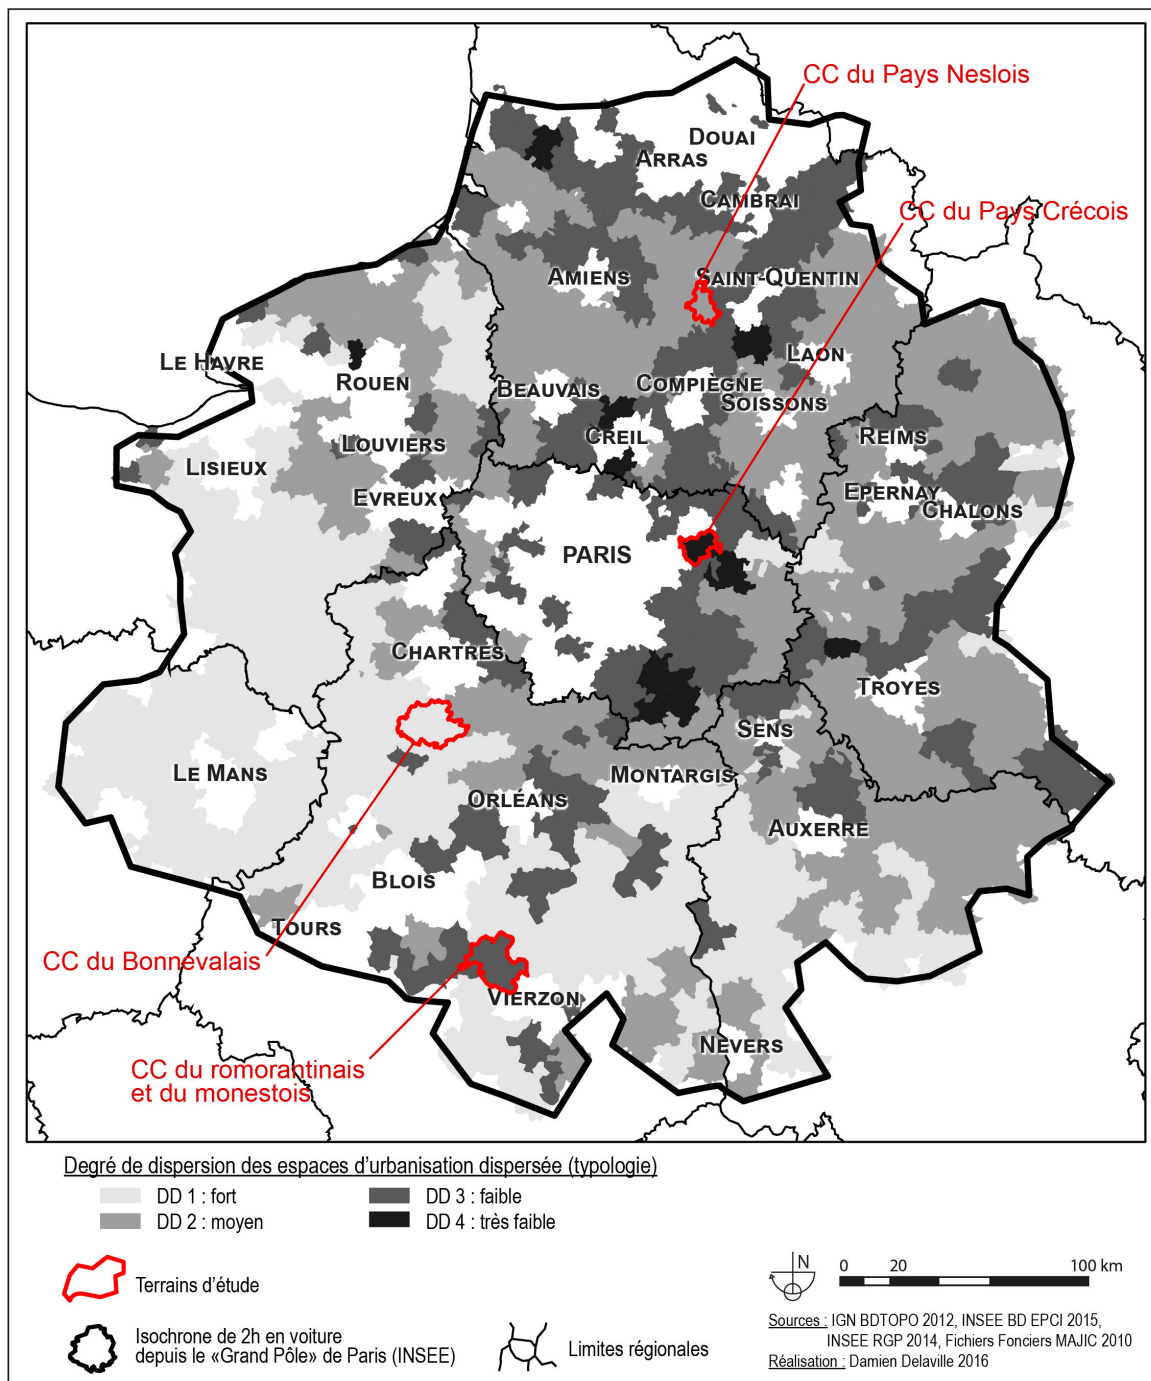 CC du Pays Neslois
DOUAI
ARRAS
CAMBRAI
CC du Pays Crécois
AMIENS
SAINT-QUENTIN
LE HAVRE
ROUEN
LAON
BEAUVAIS
COMPIÈGNE
SOISSONS
LOUVIERS
CREIL
REIMS
LISIEUX
EVREUX
EPERNAY
CHÂLONS
PARIS
CHARTRES
TROYES
SENS
LE MANS
MONTARGIS
ORLÉANS
AUXERRE
BLOIS
TOURS
CC du Bonnevalais
VIERZON
NEVERS
CC du romorantinais
et du monestois
Degré de dispersion des espaces d'urbanisation dispersée (typologie)
DD 1 : fort
DD 3 : faible
DD 2 : moyen
DD 4 : très faible
Terrains d'étude
N
0 20 100 km
Isochrone de 2h en voiture
depuis le «Grand Pôle» de Paris (INSEE)
Limites régionales
Sources : IGN BDTOPO 2012, INSEE BD EPCI 2015,
INSEE RGP 2014, Fichiers Fonciers MAJIC 2010
Réalisation : Damien Delaville 2016